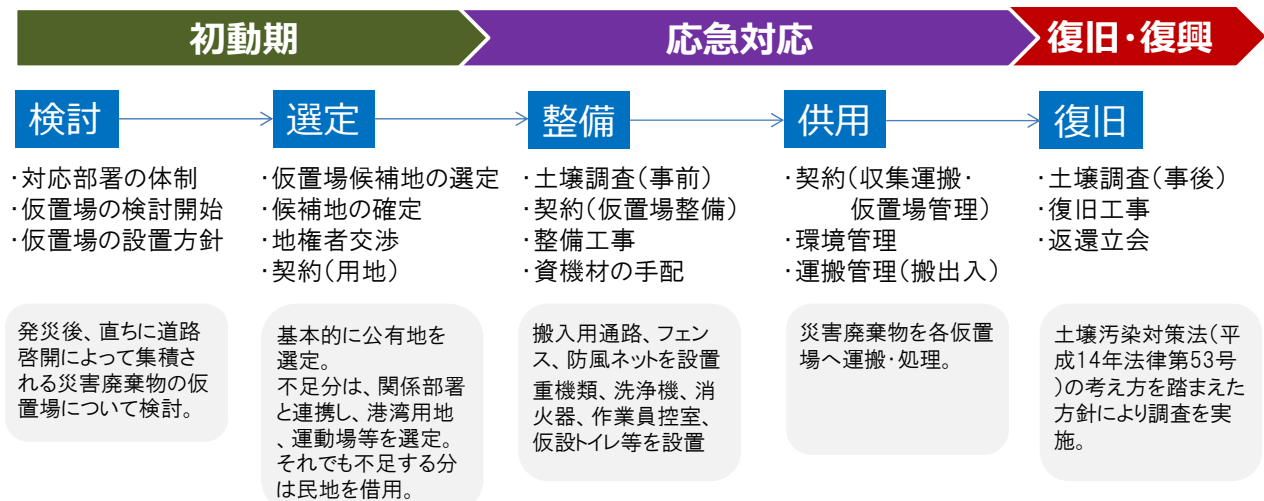 初動期
応急対応
復旧・復興
検討
選定
整備
供用
復旧
・対応部署の体制
・仮置場の検討開始
・仮置場の設置方針
・仮置場候補地の選定
・候補地の確定
・地権者交渉
・契約(用地)
・土壌調査(事前)
・契約(仮置場整備)
・整備工事
・資機材の手配
・契約(収集運搬・
仮置場管理)
・環境管理
・運搬管理(搬出入)
・土壌調査(事後)
・復旧工事
・返還立会
発災後、直ちに道路
啓開によって集積さ
れる災害廃棄物の仮
置場について検討。
基本的に公有地を
選定。
不足分は、関係部署
と連携し、港湾用地
、運動場等を選定。
それでも不足する分
は民地を借用。
搬入用通路、フェン
ス、防風ネットを設置
重機類、洗浄機、消
火器、作業員控室、
仮設トイレ等を設置
災害廃棄物を各仮置
場へ運搬・処理。
土壌汚染対策法(平
成14年法律第53号
)の考え方を踏まえた
方針により調査を実
施。